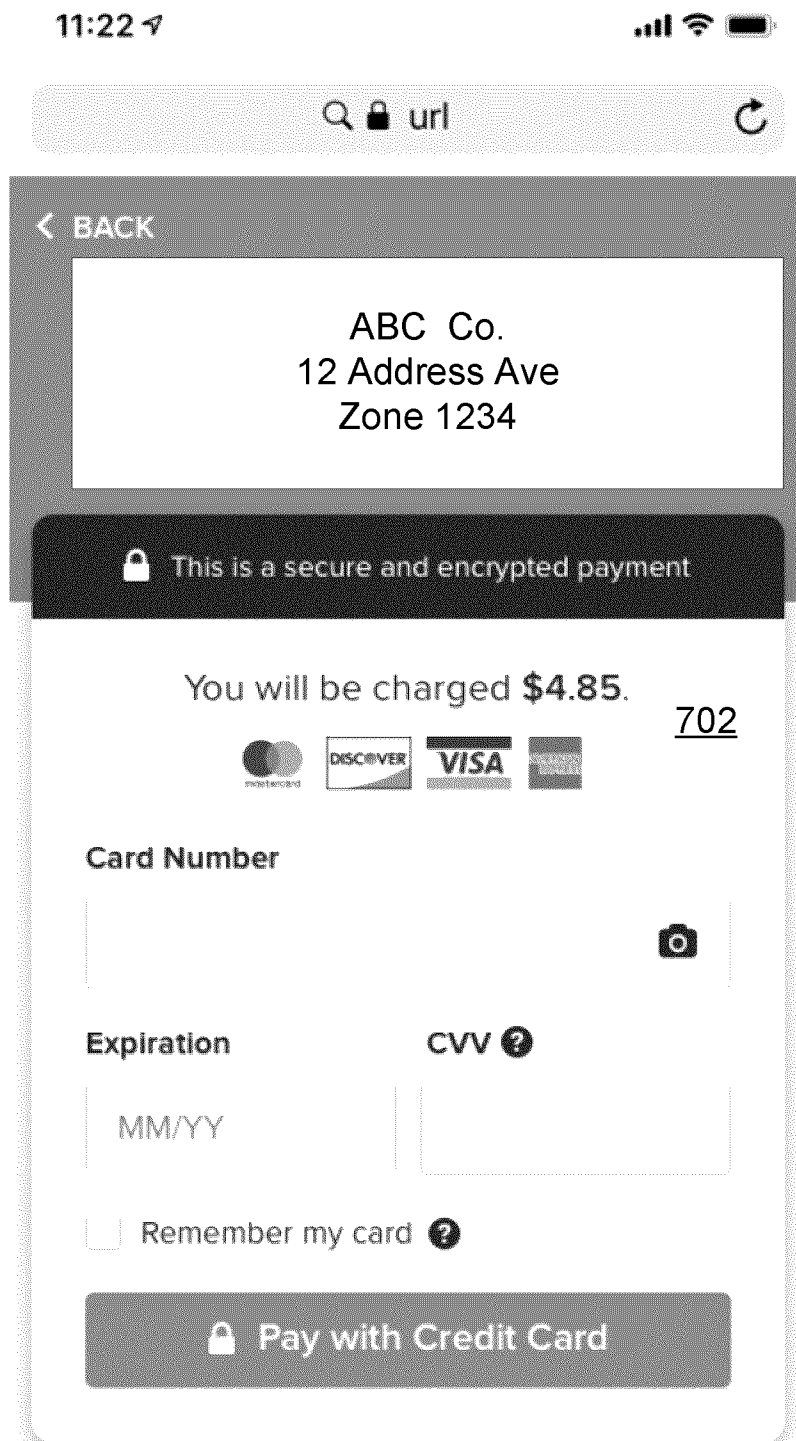 11:22
url
BACK
ABC Co.
12 Address Ave
Zone 1234
This is a secure and encrypted payment
You will be charged $4.85.
702
mastercard DISCOVER VISA
Card Number
Expiration CVV ?
MM/YY
Remember my card ?
Pay with Credit Card